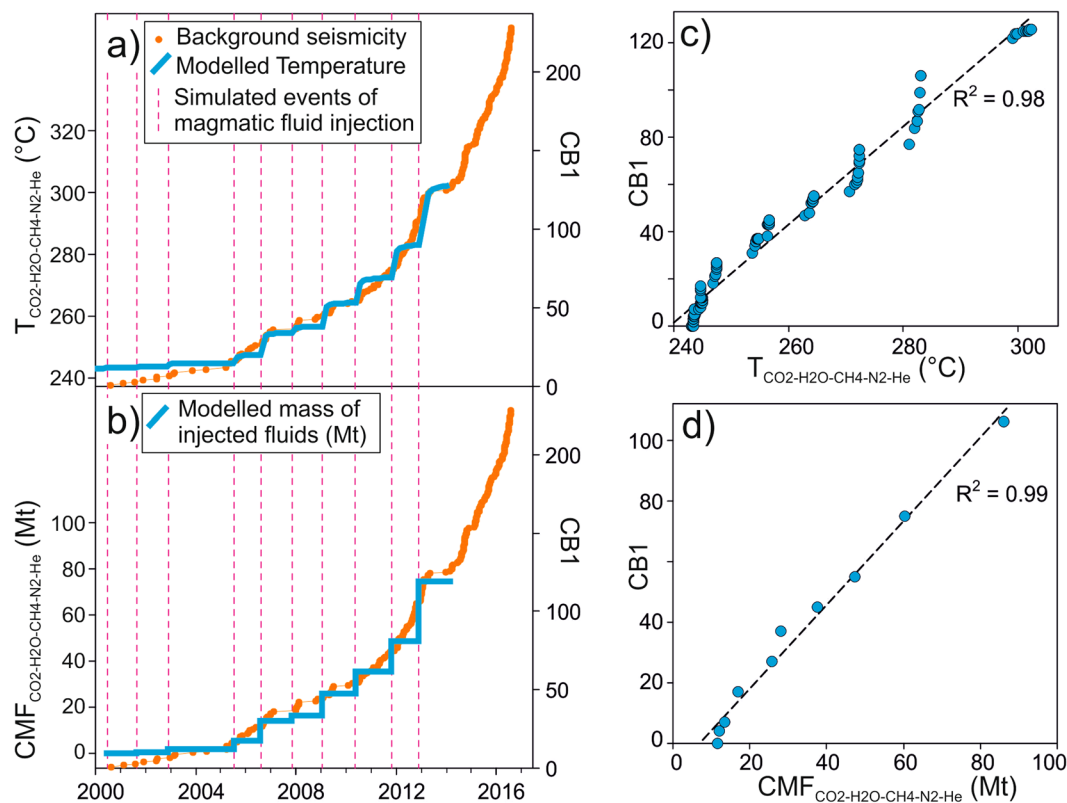 a)
Background seismicity
Modelled Temperature
Simulated events of
magmatic fluid injection
T CO2-H2O-CH4-N2-He (°C)
320
300
280
260
240
CB1
200
100
50
0
b)
Modelled mass of
injected fluids (Mt)
CMF CO2-H2O-CH4-N2-He (Mt)
100
80
60
40
20
0
CB1
200
100
50
0
2000
2004
2008
2012
2016
c)
R² = 0.98
CB1
120
80
40
0
240
260
280
300
T CO2-H2O-CH4-N2-He (°C)
d)
R² = 0.99
CB1
100
80
60
40
20
0
0
20
40
60
80
100
CMF CO2-H2O-CH4-N2-He (Mt)